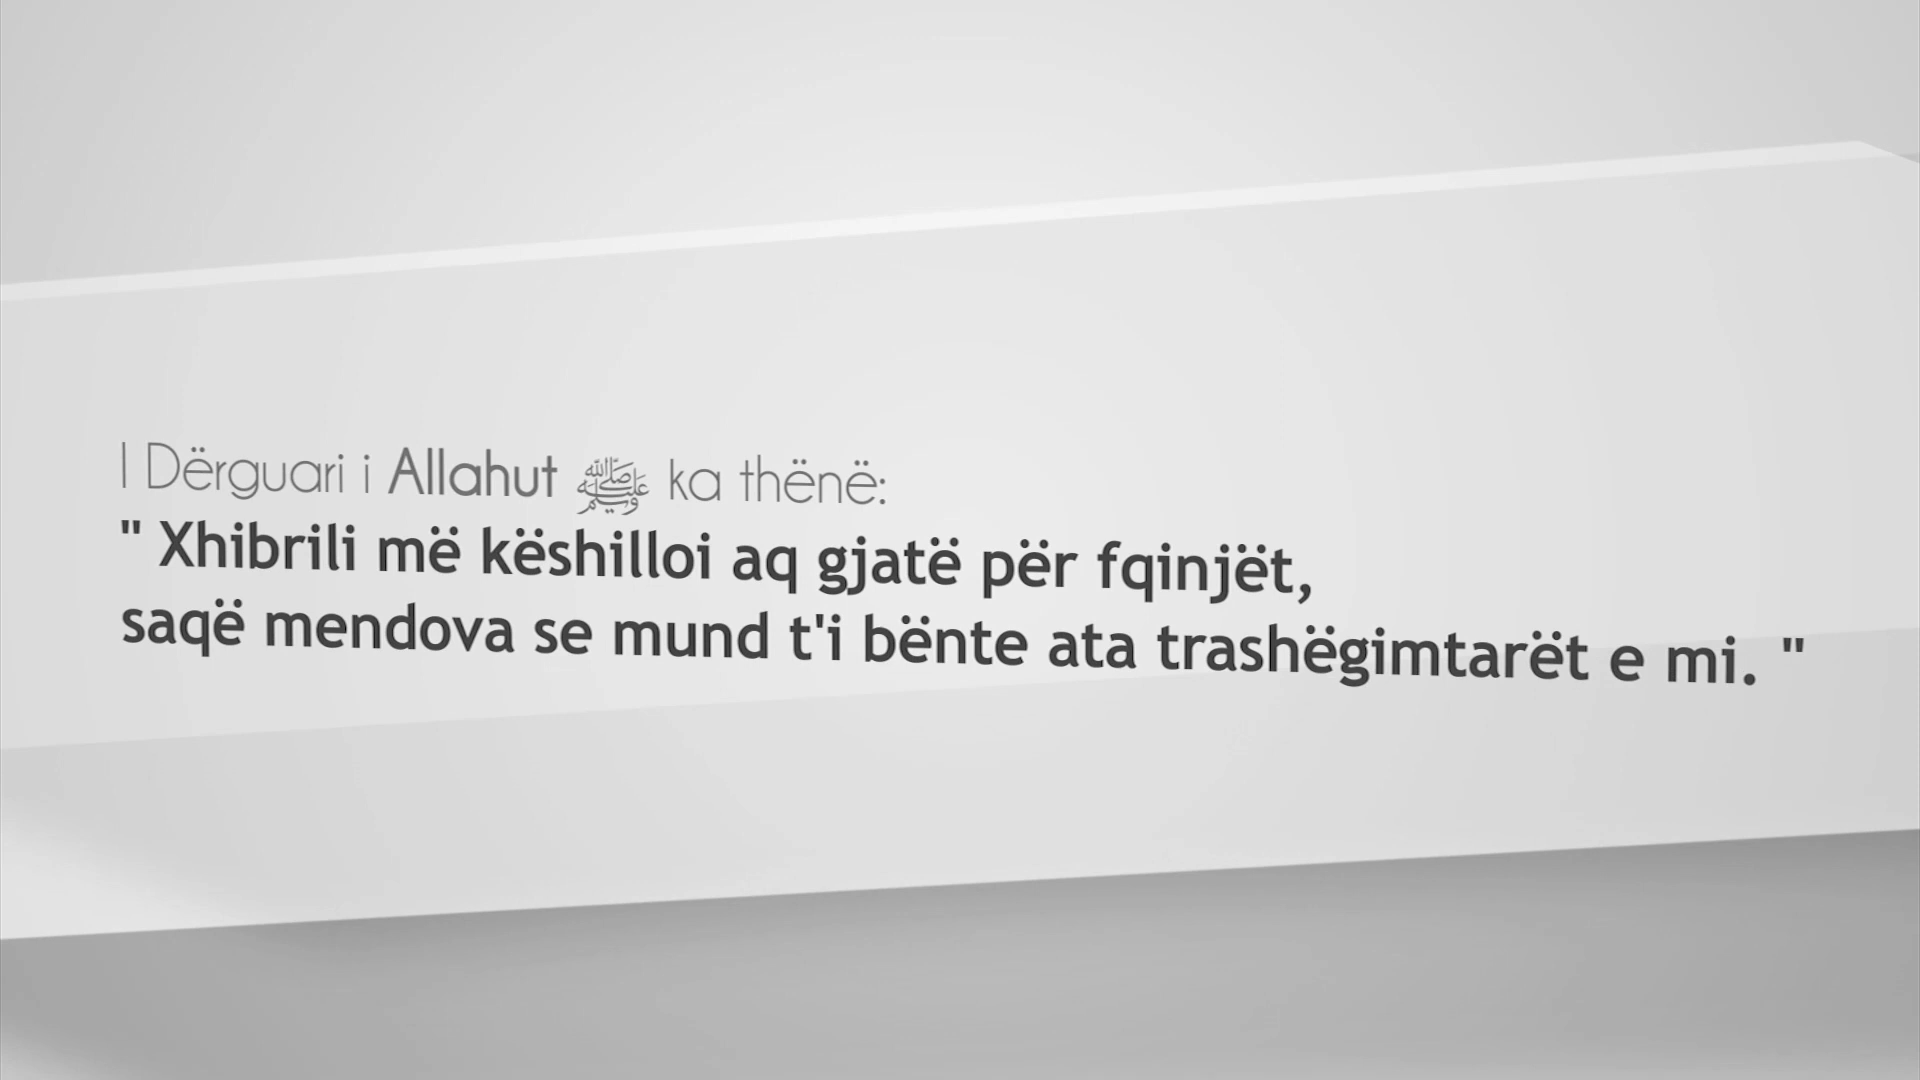 I Dërguari i Allahut ﷺ ka thënë:
" Xhibrili më këshilloi aq gjatë për fqinjët,
saqë mendova se mund t'i bënte ata trashëgimtarët e mi. "